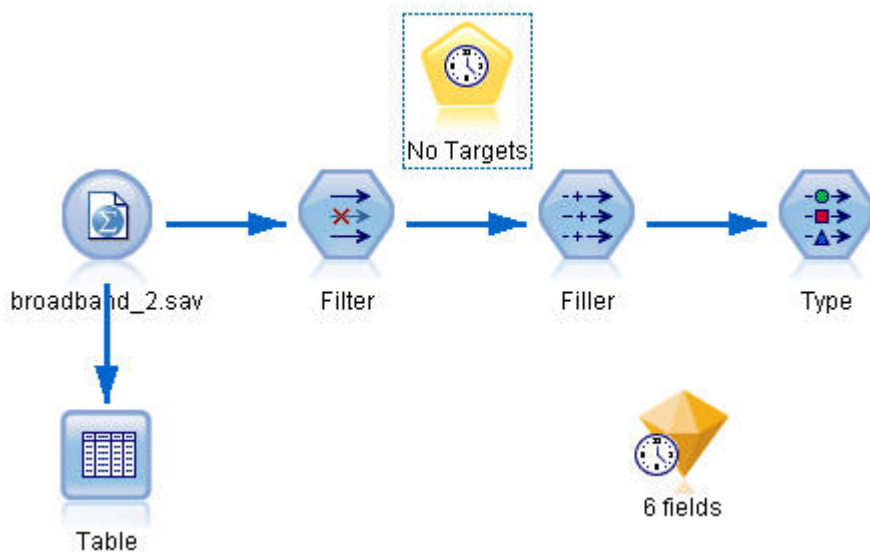 No Targets
broadband_2.sav
Filter
Filler
Type
6 fields
Table